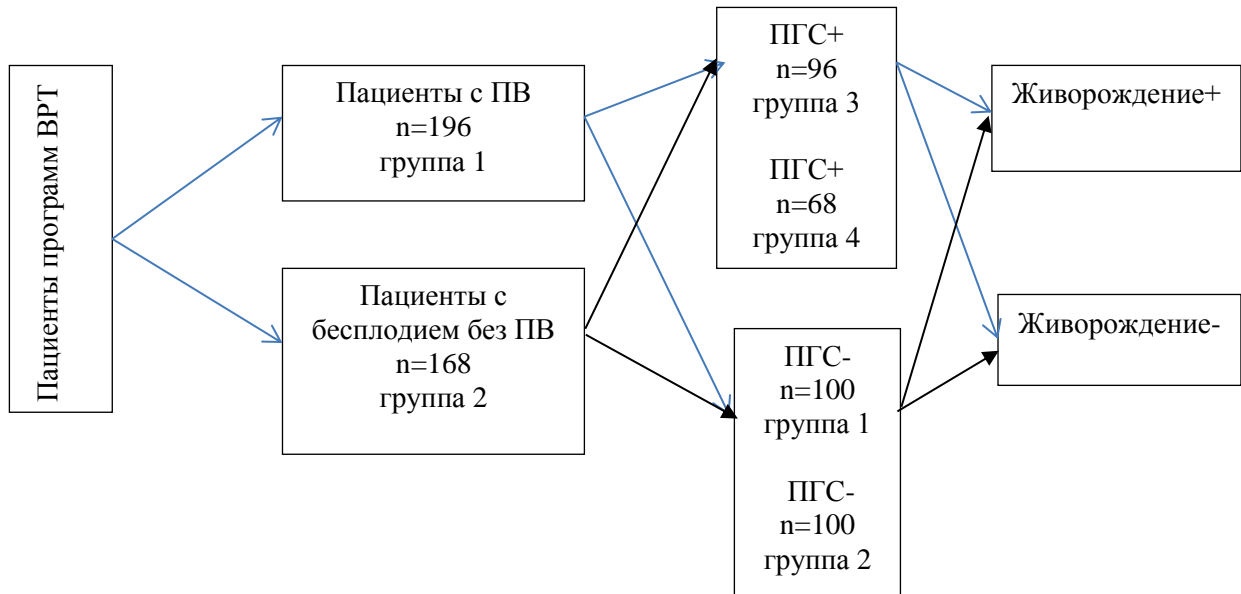 Пациенты программ ВРТ
Пациенты с ПВ
n=196
группа 1
Пациенты с
бесплодием без ПВ
n=168
группа 2
ПГС+
n=96
группа 3
ПГС+
n=68
группа 4
ПГС-
n=100
группа 1
ПГС-
n=100
группа 2
Живорождение+
Живорождение-